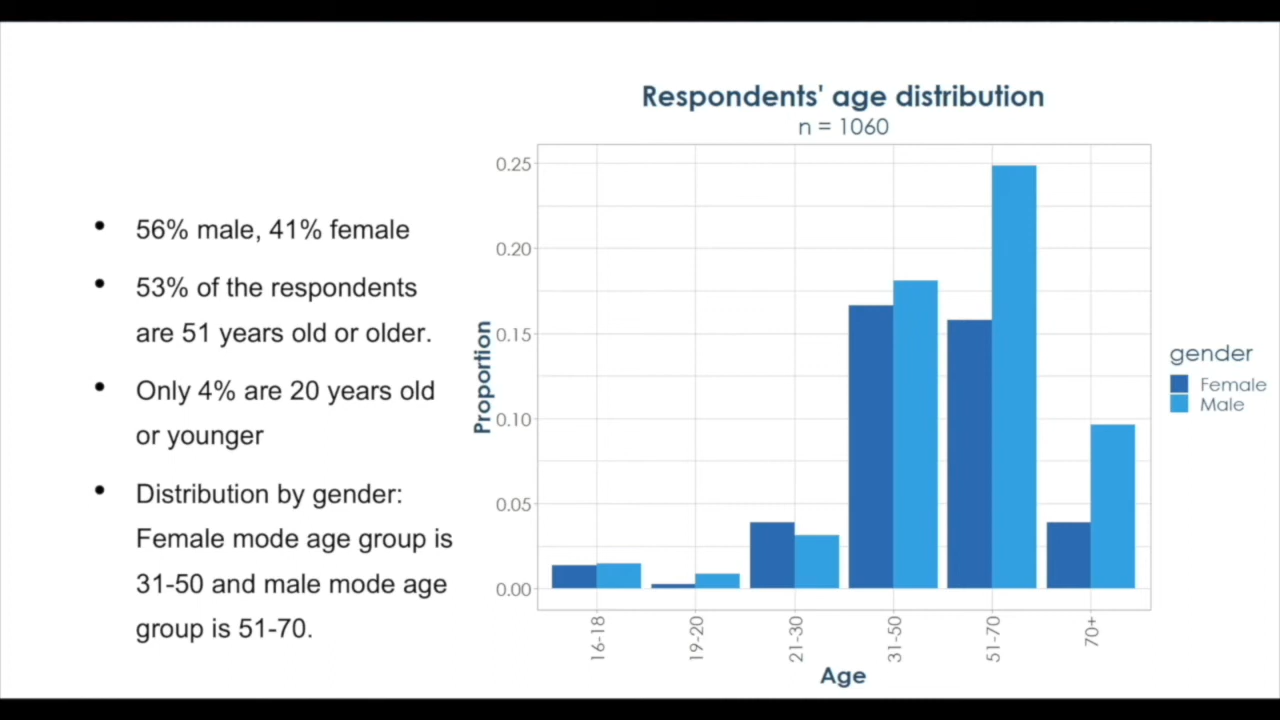 • 56% male, 41% female
• 53% of the respondents
are 51 years old or older.
• Only 4% are 20 years old
or younger
• Distribution by gender:
Female mode age group is
31-50 and male mode age
group is 51-70.
Respondents' age distribution
n = 1060
Proportion
0.25
0.20
0.15
0.10
0.05
0.00
16-18
19-20
21-30
31-50
51-70
70+
Age
gender
Female
Male